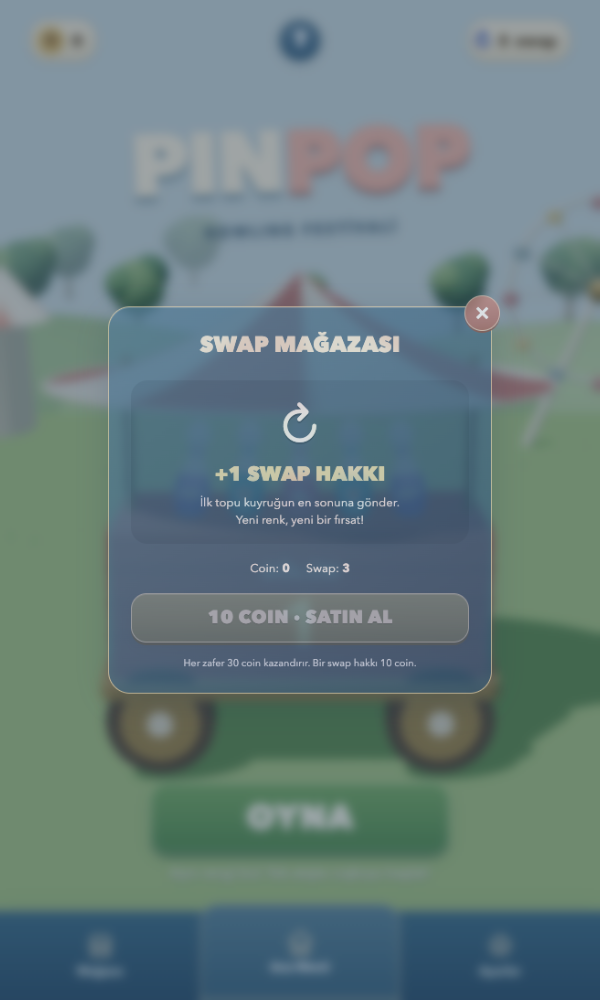 PINPOP
SWAP MAĞAZASI
+1 SWAP HAKKI
İlk topu kuyruğun en sonuna gönder.
Yeni renk, yeni bir fırsat!
Coin: 0 Swap: 3
10 COIN • SATIN AL
Her zafer 30 coin kazandırır. Bir swap hakkı 10 coin.
OYNA